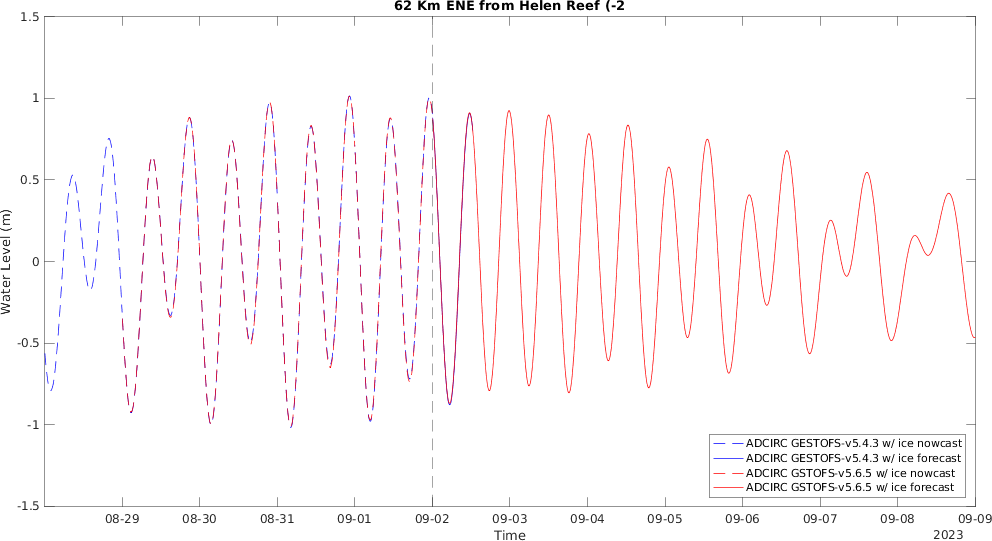 62 Km ENE from Helen Reef (-2
1.5
1
0.5
0
-0.5
-1
-1.5
Water Level (m)
08-29 08-30 08-31 09-01 09-02 09-03 09-04 09-05 09-06 09-07 09-08 09-09
Time
2023
ADCIRC GESTOFS-v5.4.3 w/ ice nowcast
ADCIRC GESTOFS-v5.4.3 w/ ice forecast
ADCIRC GSTOFS-v5.6.5 w/ ice nowcast
ADCIRC GSTOFS-v5.6.5 w/ ice forecast